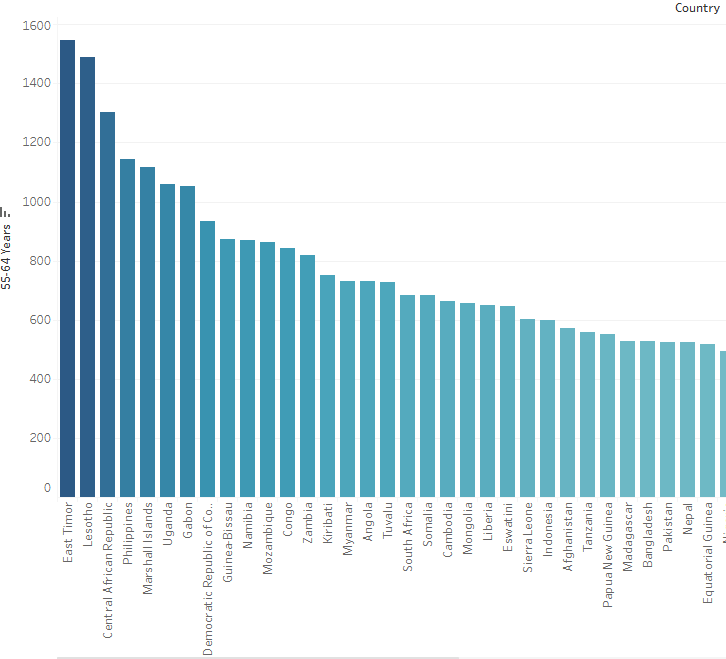 Country
1600
1400
1200
1000
800
600
400
200
0
SS-64 Years
East Timor
Lesotho
Central African Republic
Philippines
Marshall Islands
Uganda
Gabon
Democratic Republic of Co..
Guinea-Bissau
Namibia
Mozambique
Congo
Zambia
Kiribati
Myanmar
Angola
Tuvalu
South Africa
Somalia
Cambodia
Mongolia
Liberia
Eswatini
Sierra Leone
Indonesia
Afghanistan
Tanzania
Papua New Guinea
Madagascar
Bangladesh
Pakistan
Nepal
Equatorial Guinea